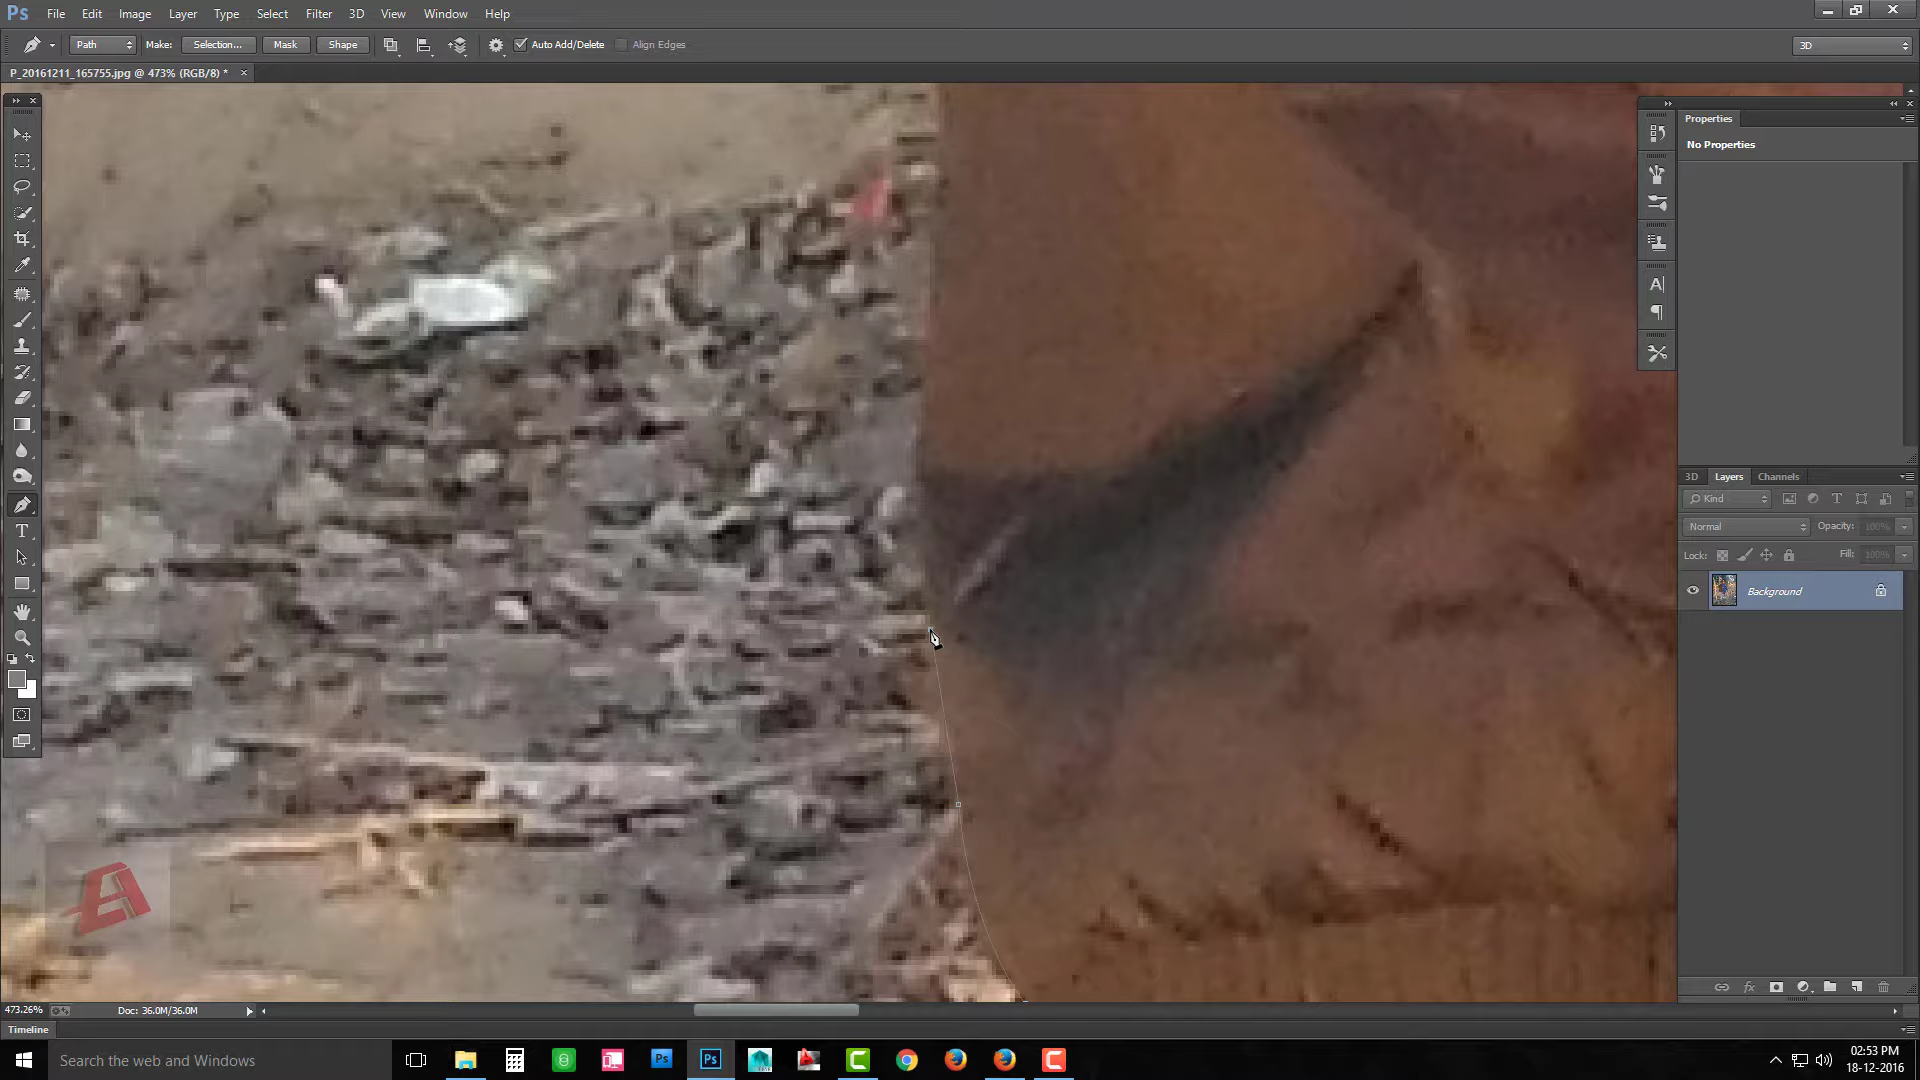 Ps File Edit Image Layer Type Select Filter 3D View Window Help
Path Make: Selection... Mask Shape Auto Add/Delete Align Edges 3D
P_20161211_165755.jpg @ 473% (RGB/8) *
Properties
No Properties
3D Layers Channels
Kind
Normal Opacity: 100%
Lock: Fill: 100%
Background
473.26% Doc: 36.0M/36.0M
Timeline
Search the web and Windows
02:53 PM
18-12-2016